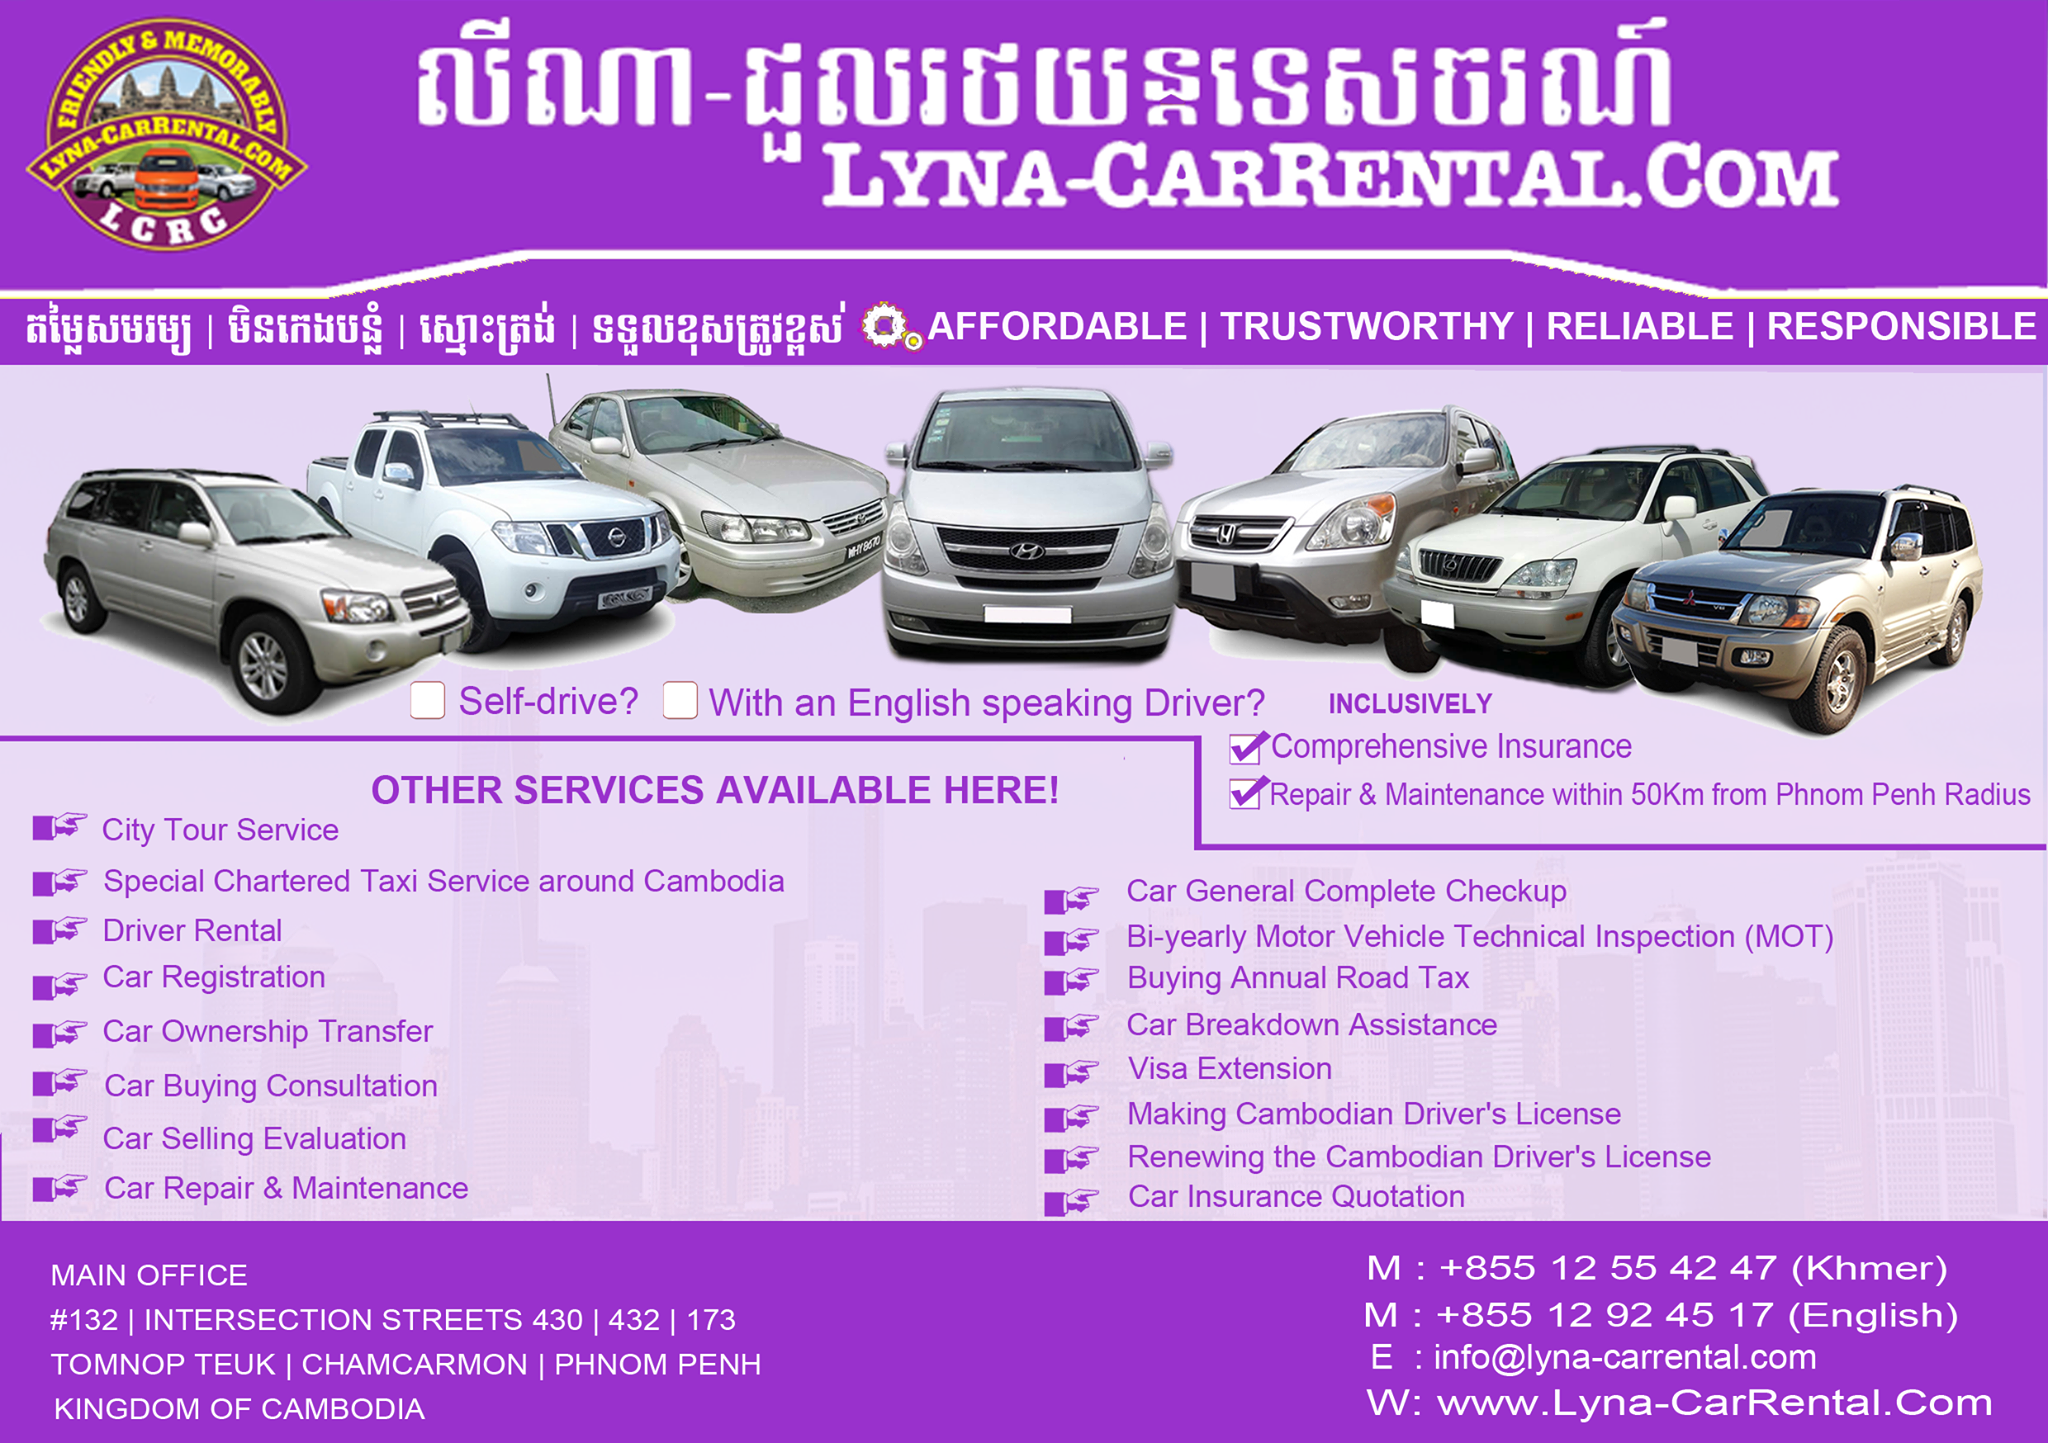 FRIENDLY & MEMORABLY
LYNA-CARRENTAL.COM
LCRC
លីណា-ជួលរថយន្តទេសចរណ៍
LYNA-CARRENTAL.COM
តម្លៃសមរម្យ | មិនកេងបន្លំ | ស្មោះត្រង់ | ទទួលខុសត្រូវខ្ពស់ AFFORDABLE | TRUSTWORTHY | RELIABLE | RESPONSIBLE
WHY 8670
Self-drive? With an English speaking Driver?
INCLUSIVELY
Comprehensive Insurance
Repair & Maintenance within 50Km from Phnom Penh Radius
OTHER SERVICES AVAILABLE HERE!
City Tour Service
Special Chartered Taxi Service around Cambodia
Driver Rental
Car Registration
Car Ownership Transfer
Car Buying Consultation
Car Selling Evaluation
Car Repair & Maintenance
Car General Complete Checkup
Bi-yearly Motor Vehicle Technical Inspection (MOT)
Buying Annual Road Tax
Car Breakdown Assistance
Visa Extension
Making Cambodian Driver's License
Renewing the Cambodian Driver's License
Car Insurance Quotation
MAIN OFFICE
#132 | INTERSECTION STREETS 430 | 432 | 173
TOMNOP TEUK | CHAMCARMON | PHNOM PENH
KINGDOM OF CAMBODIA
M : +855 12 55 42 47 (Khmer)
M : +855 12 92 45 17 (English)
E : info@lyna-carrental.com
W: www.Lyna-CarRental.Com